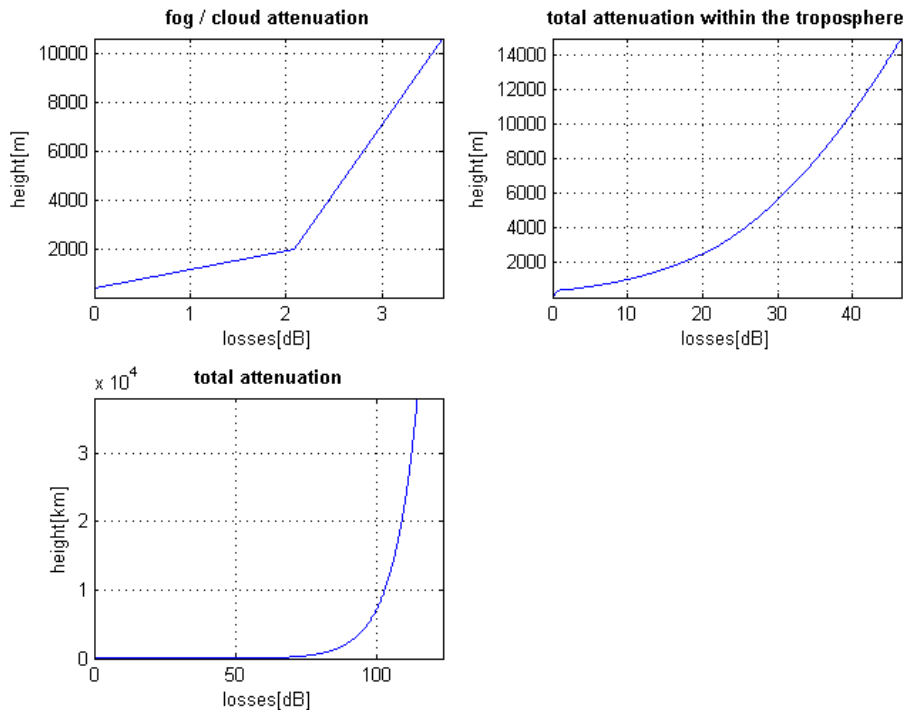 fog / cloud attenuation
10000
8000
6000
4000
2000
height[m]
0 1 2 3
losses[dB]
total attenuation within the troposphere
14000
12000
10000
8000
6000
4000
2000
height[m]
0 10 20 30 40
losses[dB]
x 10^4
total attenuation
3
2
1
0
height[km]
0 50 100
losses[dB]